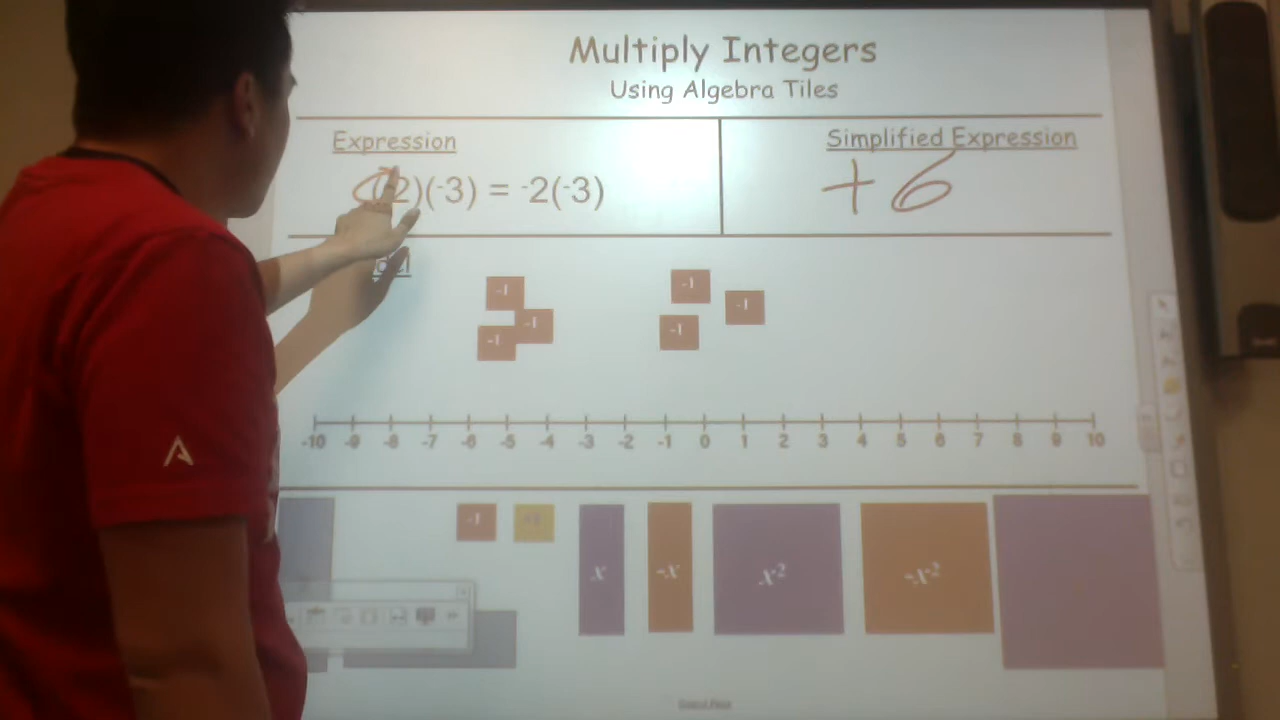 Multiply Integers
Using Algebra Tiles
Expression
Simplified Expression
2)(-3) = -2(-3)
+6
-1
-1
-1
-1
-1
-1
-10 -9 -8 -7 -6 -5 -4 -3 -2 -1 0 1 2 3 4 5 6 7 8 9 10
-1
x
-x
x²
-x²